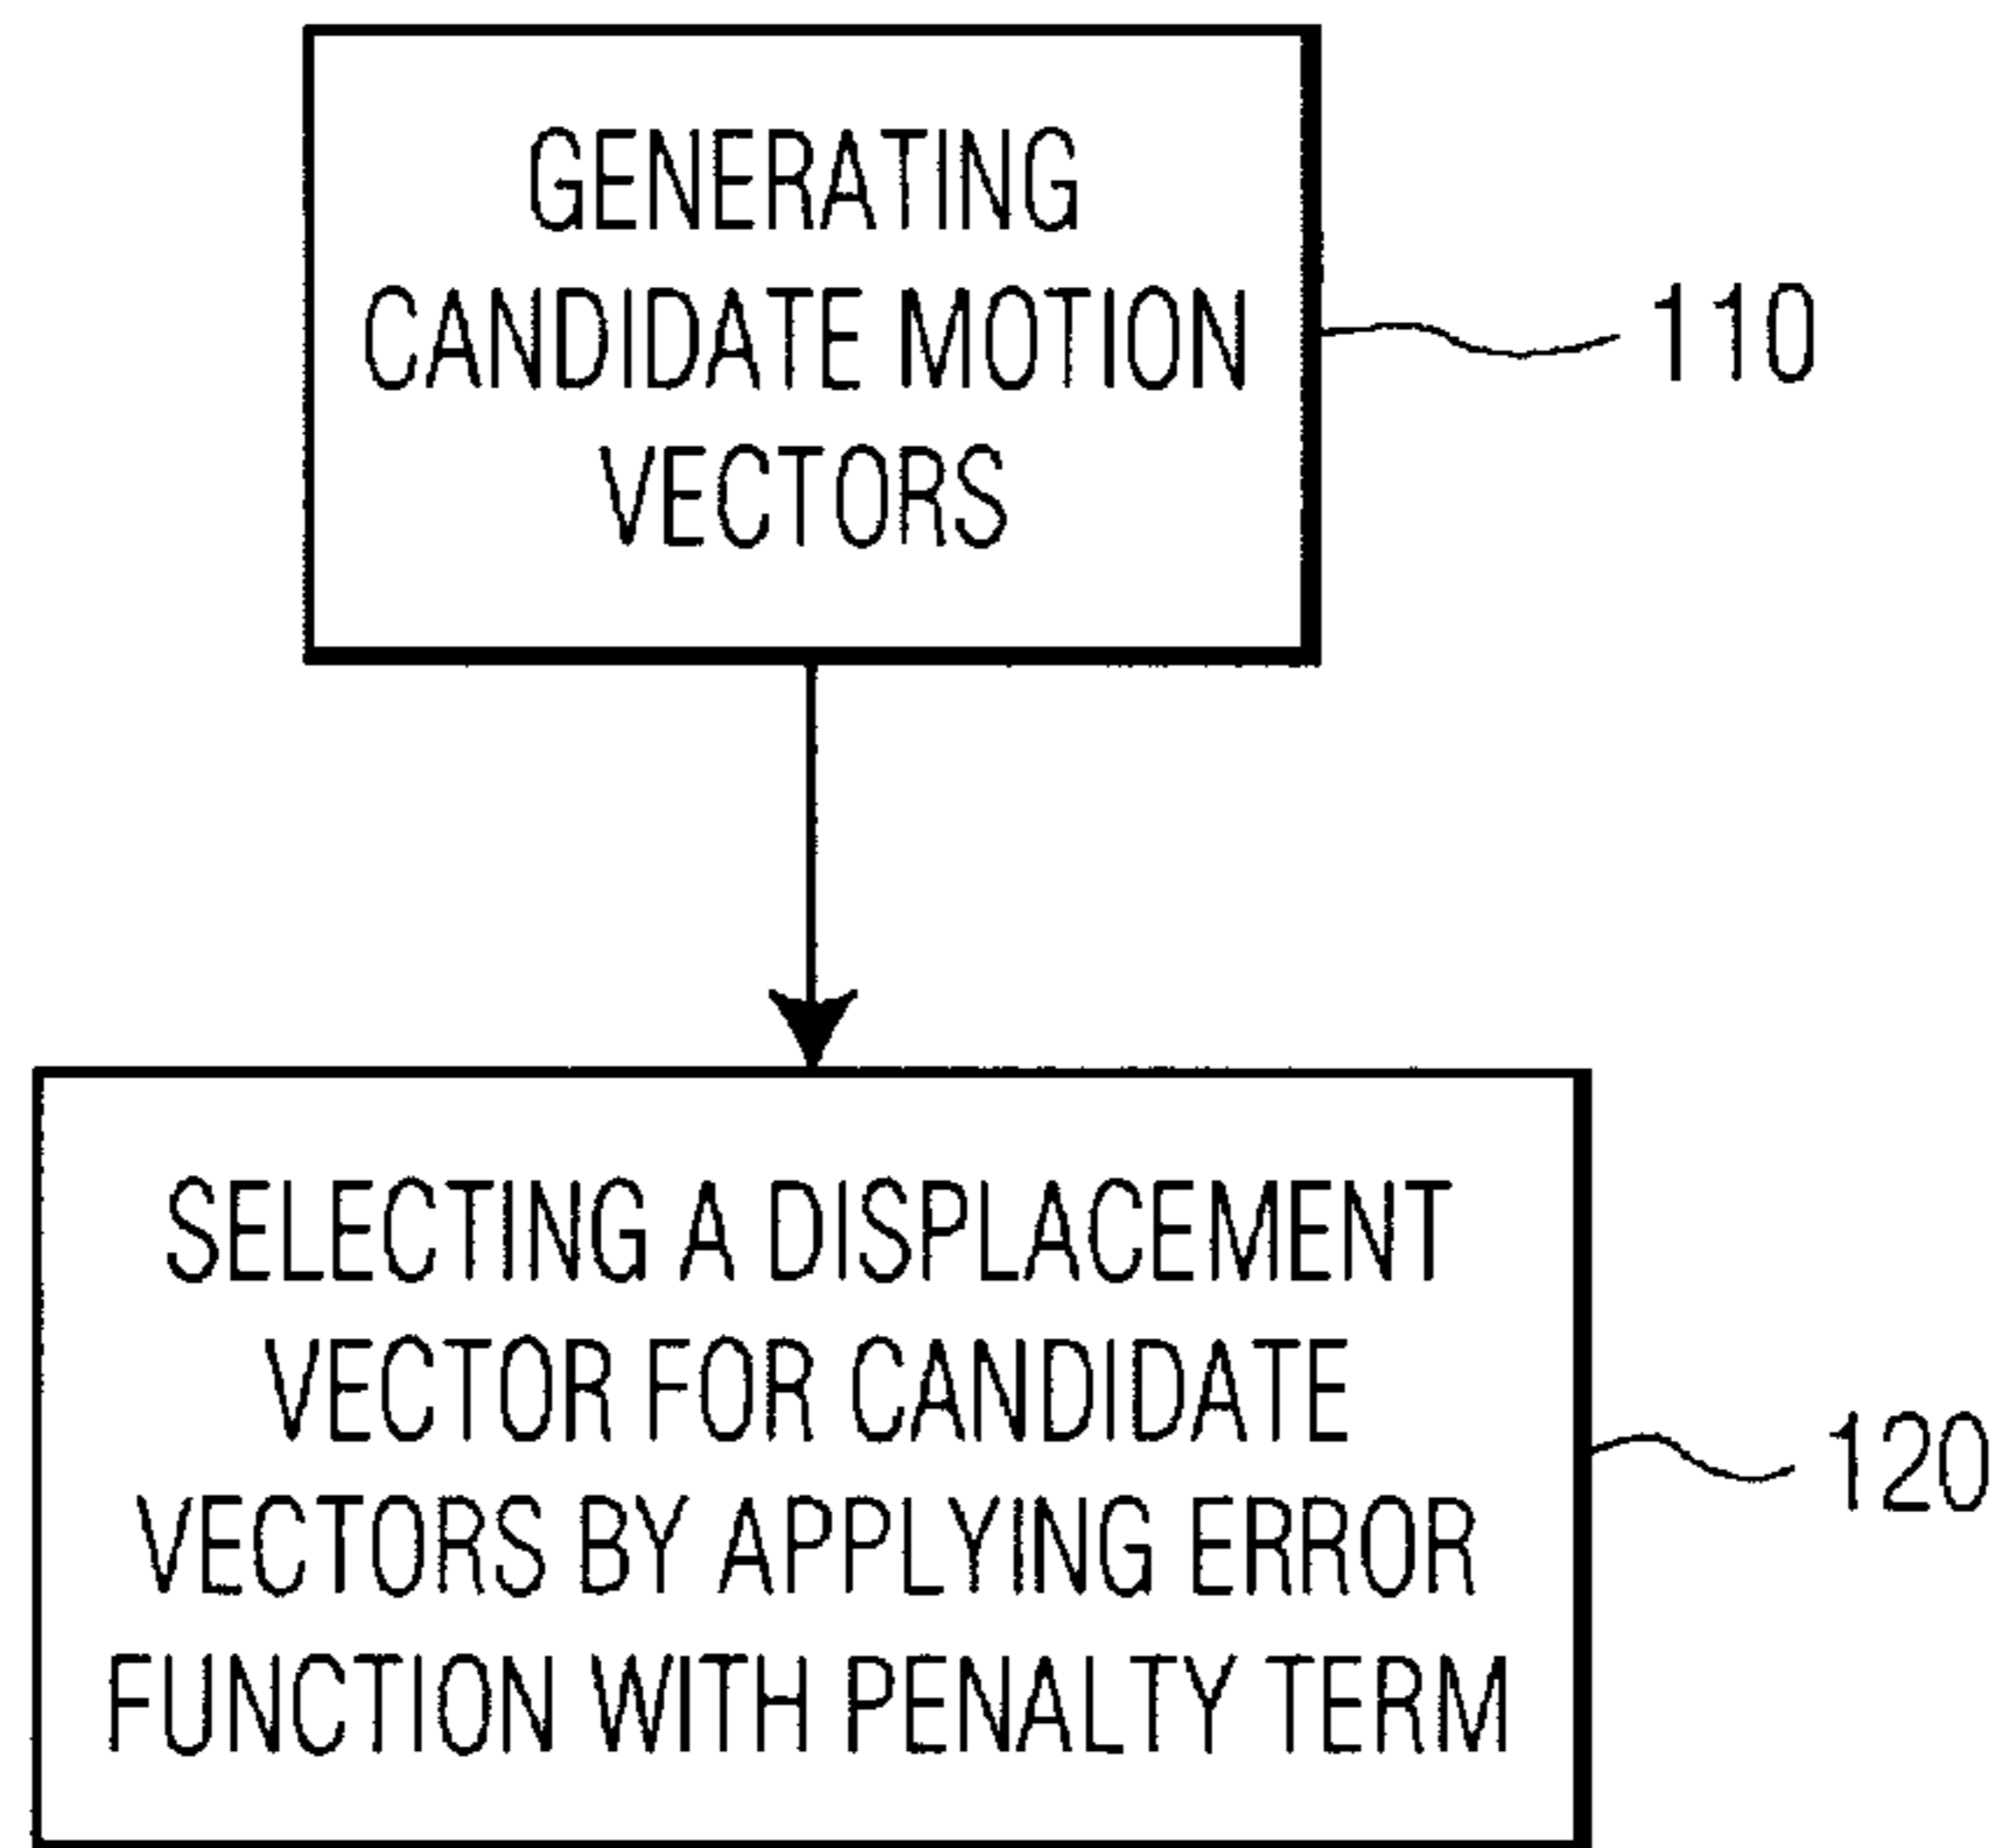 GENERATING
CANDIDATE MOTION
VECTORS
110
SELECTING A DISPLACEMENT
VECTOR FOR CANDIDATE
VECTORS BY APPLYING ERROR
FUNCTION WITH PENALTY TERM
120